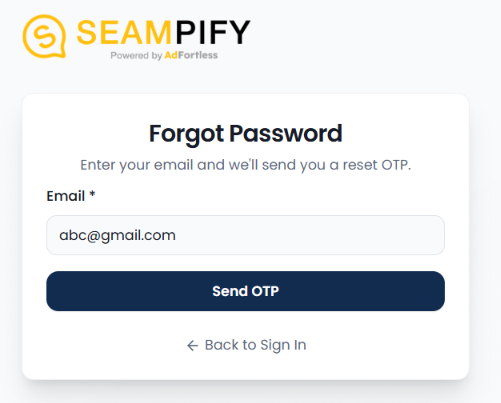 SEAMPIFY
Powered by AdFortless
Forgot Password
Enter your email and we'll send you a reset OTP.
Email *
abc@gmail.com
Send OTP
← Back to Sign In